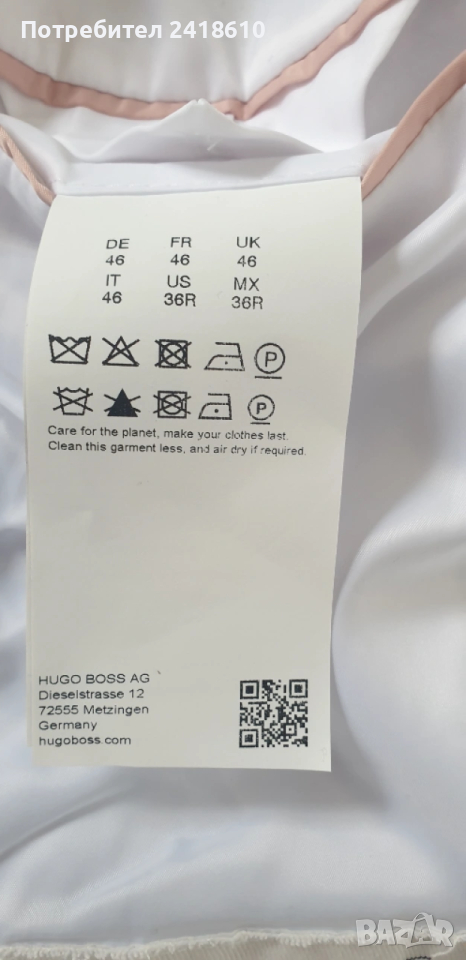 Потребител 2418610
DE FR UK
46 46 46
IT US MX
46 36R 36R
P
P
Care for the planet, make your clothes last.
Clean this garment less, and air dry if required.
HUGO BOSS AG
Dieselstrasse 12
72555 Metzingen
Germany
hugoboss.com
BAZAR